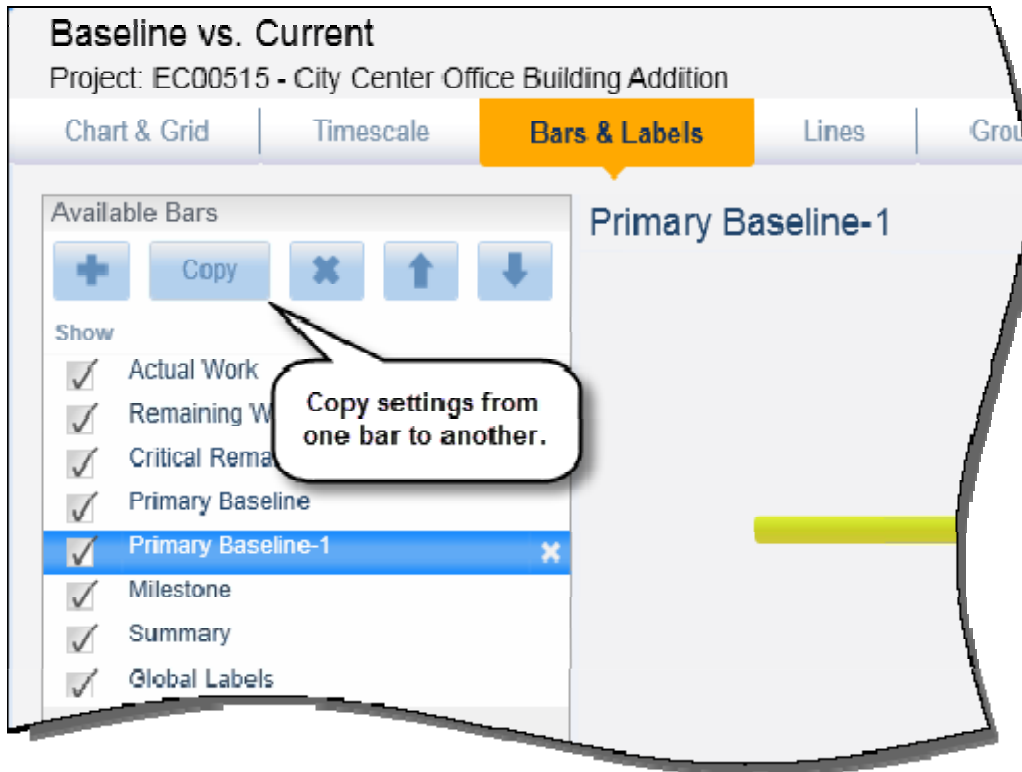 Baseline vs. Current
Project: EC00515 - City Center Office Building Addition
Chart & Grid Timescale Bars & Labels Lines Grou
Available Bars
Primary Baseline-1
Copy
Show
Actual Work
Remaining W
Critical Rema
Copy settings from
one bar to another.
Primary Baseline
Primary Baseline-1
Milestone
Summary
Global Labels